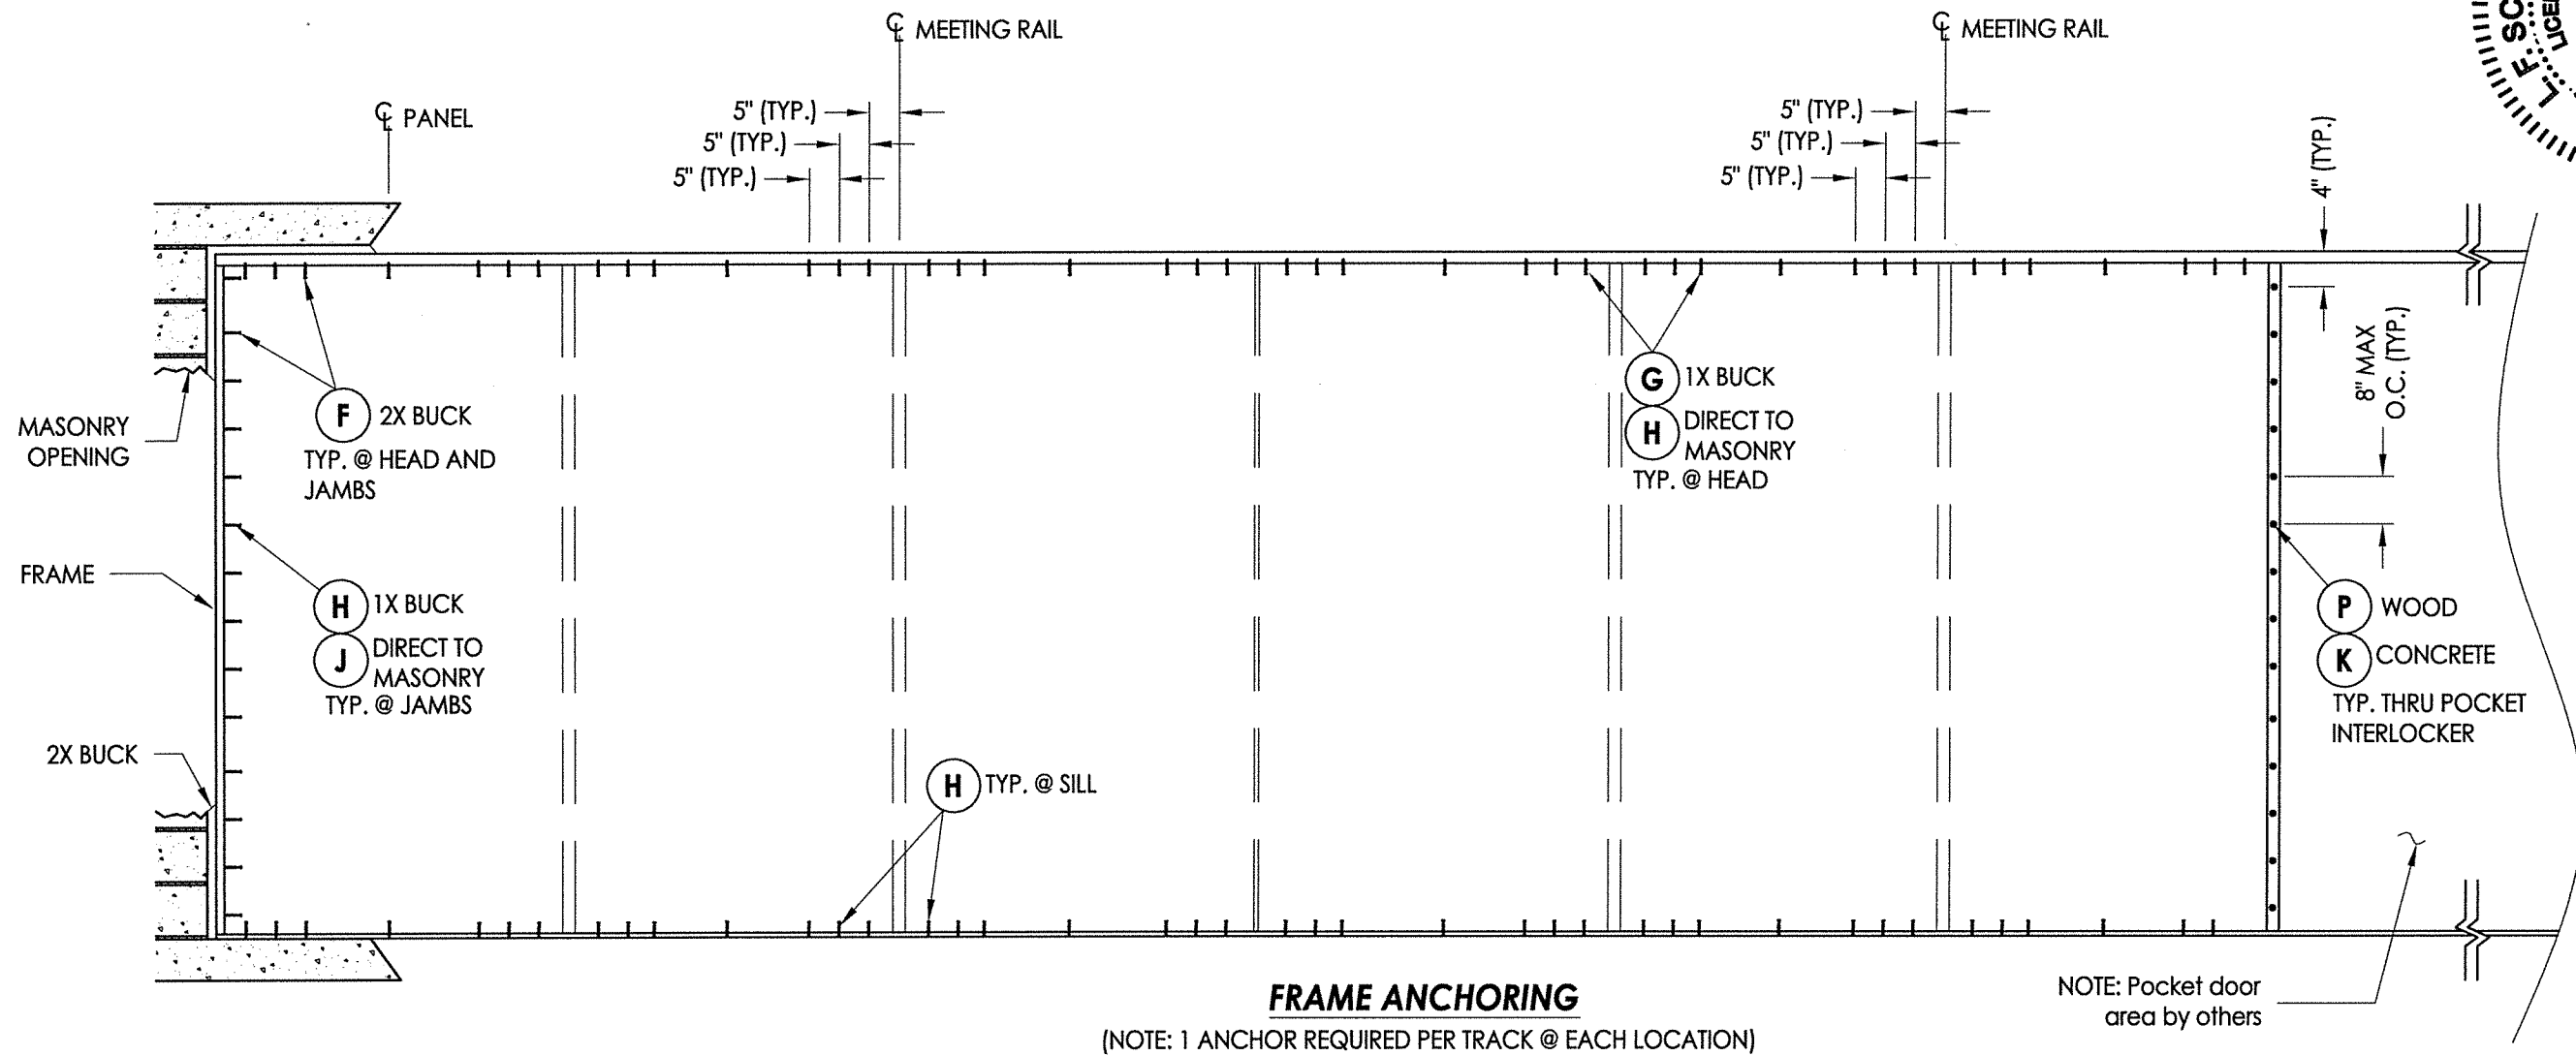 ℄ MEETING RAIL
℄ MEETING RAIL
℄ PANEL
5" (TYP.)
5" (TYP.)
5" (TYP.)
5" (TYP.)
5" (TYP.)
5" (TYP.)
L. F. SC
LICE
4" (TYP.)
8" MAX
O.C. (TYP.)
MASONRY
OPENING
F 2X BUCK
TYP. @ HEAD AND
JAMBS
G 1X BUCK
H DIRECT TO
MASONRY
TYP. @ HEAD
FRAME
H 1X BUCK
J DIRECT TO
MASONRY
TYP. @ JAMBS
P WOOD
K CONCRETE
TYP. THRU POCKET
INTERLOCKER
2X BUCK
H TYP. @ SILL
FRAME ANCHORING
(NOTE: 1 ANCHOR REQUIRED PER TRACK @ EACH LOCATION)
NOTE: Pocket door
area by others